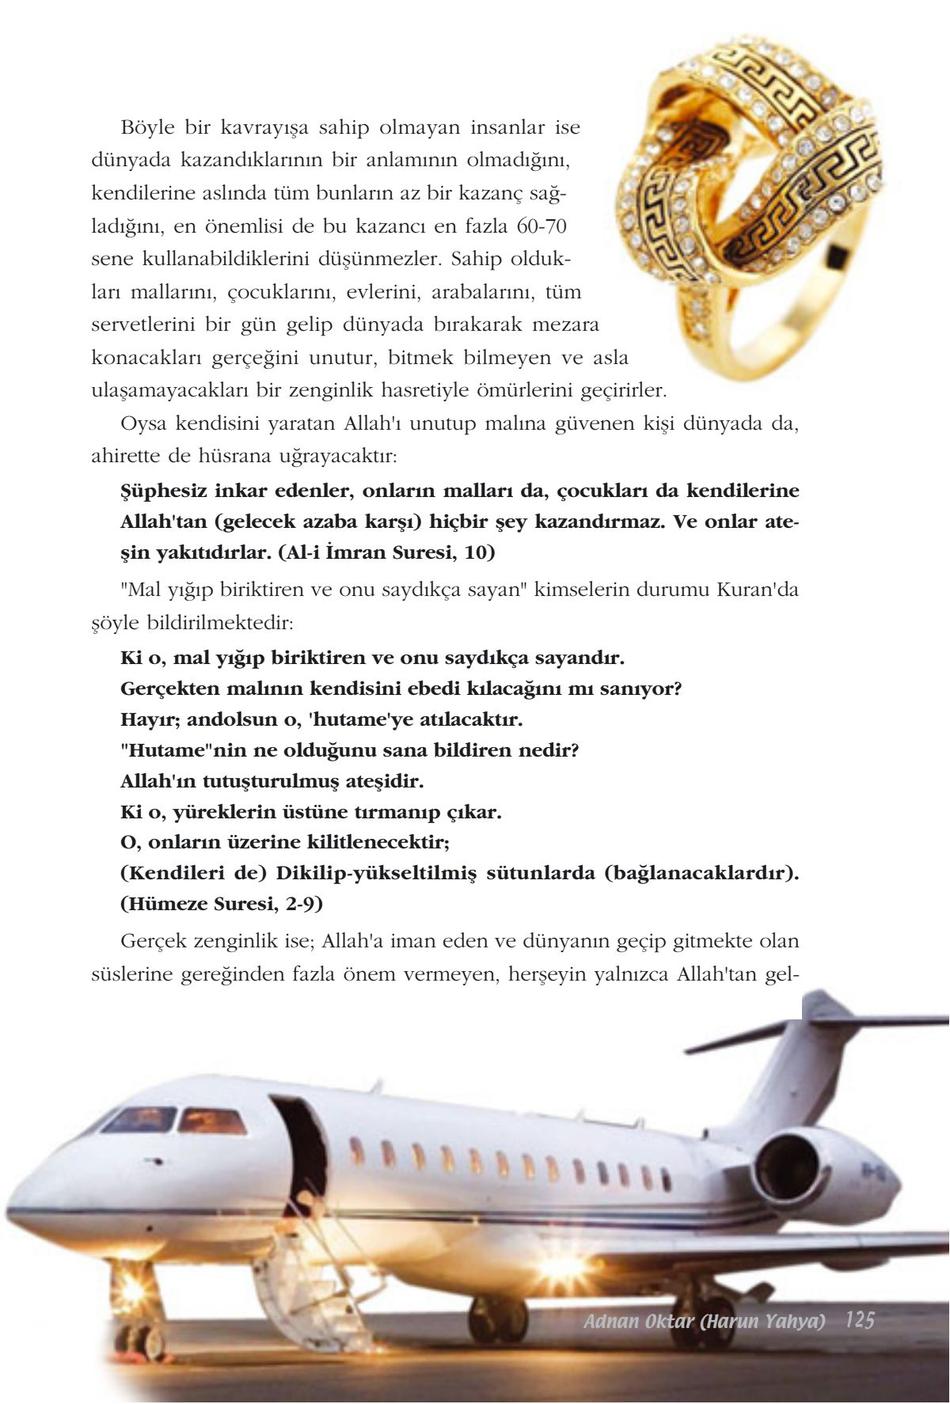 Böyle bir kavrayışa sahip olmayan insanlar ise
dünyada kazandıklarının bir anlamının olmadığını,
kendilerine aslında tüm bunların az bir kazanç sağ-
ladığını, en önemlisi de bu kazancı en fazla 60-70
sene kullanabildiklerini düşünmezler. Sahip olduk-
ları mallarını, çocuklarını, evlerini, arabalarını, tüm
servetlerini bir gün gelip dünyada bırakarak mezara
konacakları gerçeğini unutur, bitmek bilmeyen ve asla
ulaşamayacakları bir zenginlik hasretiyle ömürlerini geçirirler.
Oysa kendisini yaratan Allah'ı unutup malına güvenen kişi dünyada da,
ahirette de hüsrana uğrayacaktır:
Şüphesiz inkar edenler, onların malları da, çocukları da kendilerine
Allah'tan (gelecek azaba karşı) hiçbir şey kazandırmaz. Ve onlar ate-
şin yakıtıdırlar. (Al-i İmran Suresi, 10)
"Mal yığıp biriktiren ve onu saydıkça sayan" kimselerin durumu Kuran'da
şöyle bildirilmektedir:
Ki o, mal yığıp biriktiren ve onu saydıkça sayandır.
Gerçekten malının kendisini ebedi kılacağını mı sanıyor?
Hayır; andolsun o, 'hutame'ye atılacaktır.
"Hutame"nin ne olduğunu sana bildiren nedir?
Allah'ın tutuşturulmuş ateşidir.
Ki o, yüreklerin üstüne tırmanıp çıkar.
O, onların üzerine kilitlenecektir;
(Kendileri de) Dikilip-yükseltilmiş sütunlarda (bağlanacaklardır).
(Hümeze Suresi, 2-9)
Gerçek zenginlik ise; Allah'a iman eden ve dünyanın geçip gitmekte olan
süslerine gereğinden fazla önem vermeyen, herşeyin yalnızca Allah'tan gel-
Adnan Oktar (Harun Yahya) 125